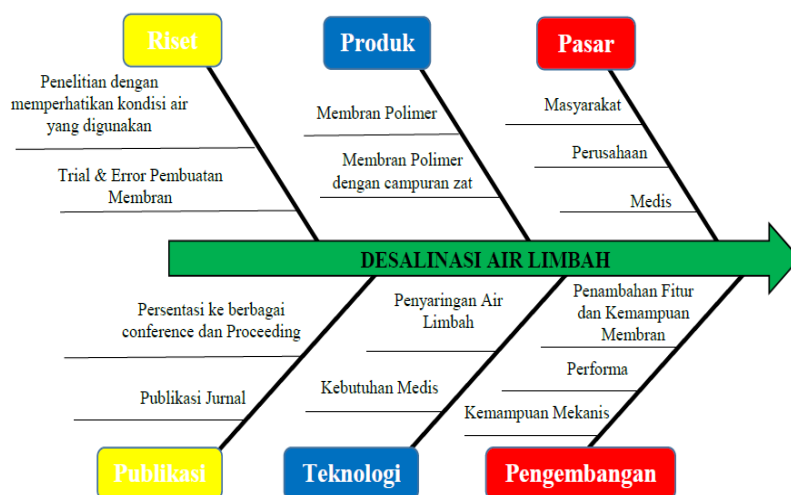 Riset
Produk
Pasar
Penelitian dengan
memperhatikan kondisi air
yang digunakan
Trial & Error Pembuatan
Membran
Membran Polimer
Membran Polimer
dengan campuran zat
Masyarakat
Perusahaan
Medis
DESALINASI AIR LIMBAH
Persentasi ke berbagai
conference dan Proceeding
Publikasi Jurnal
Penyaringan Air
Limbah
Kebutuhan Medis
Penambahan Fitur
dan Kemampuan
Membran
Performa
Kemampuan Mekanis
Publikasi
Teknologi
Pengembangan